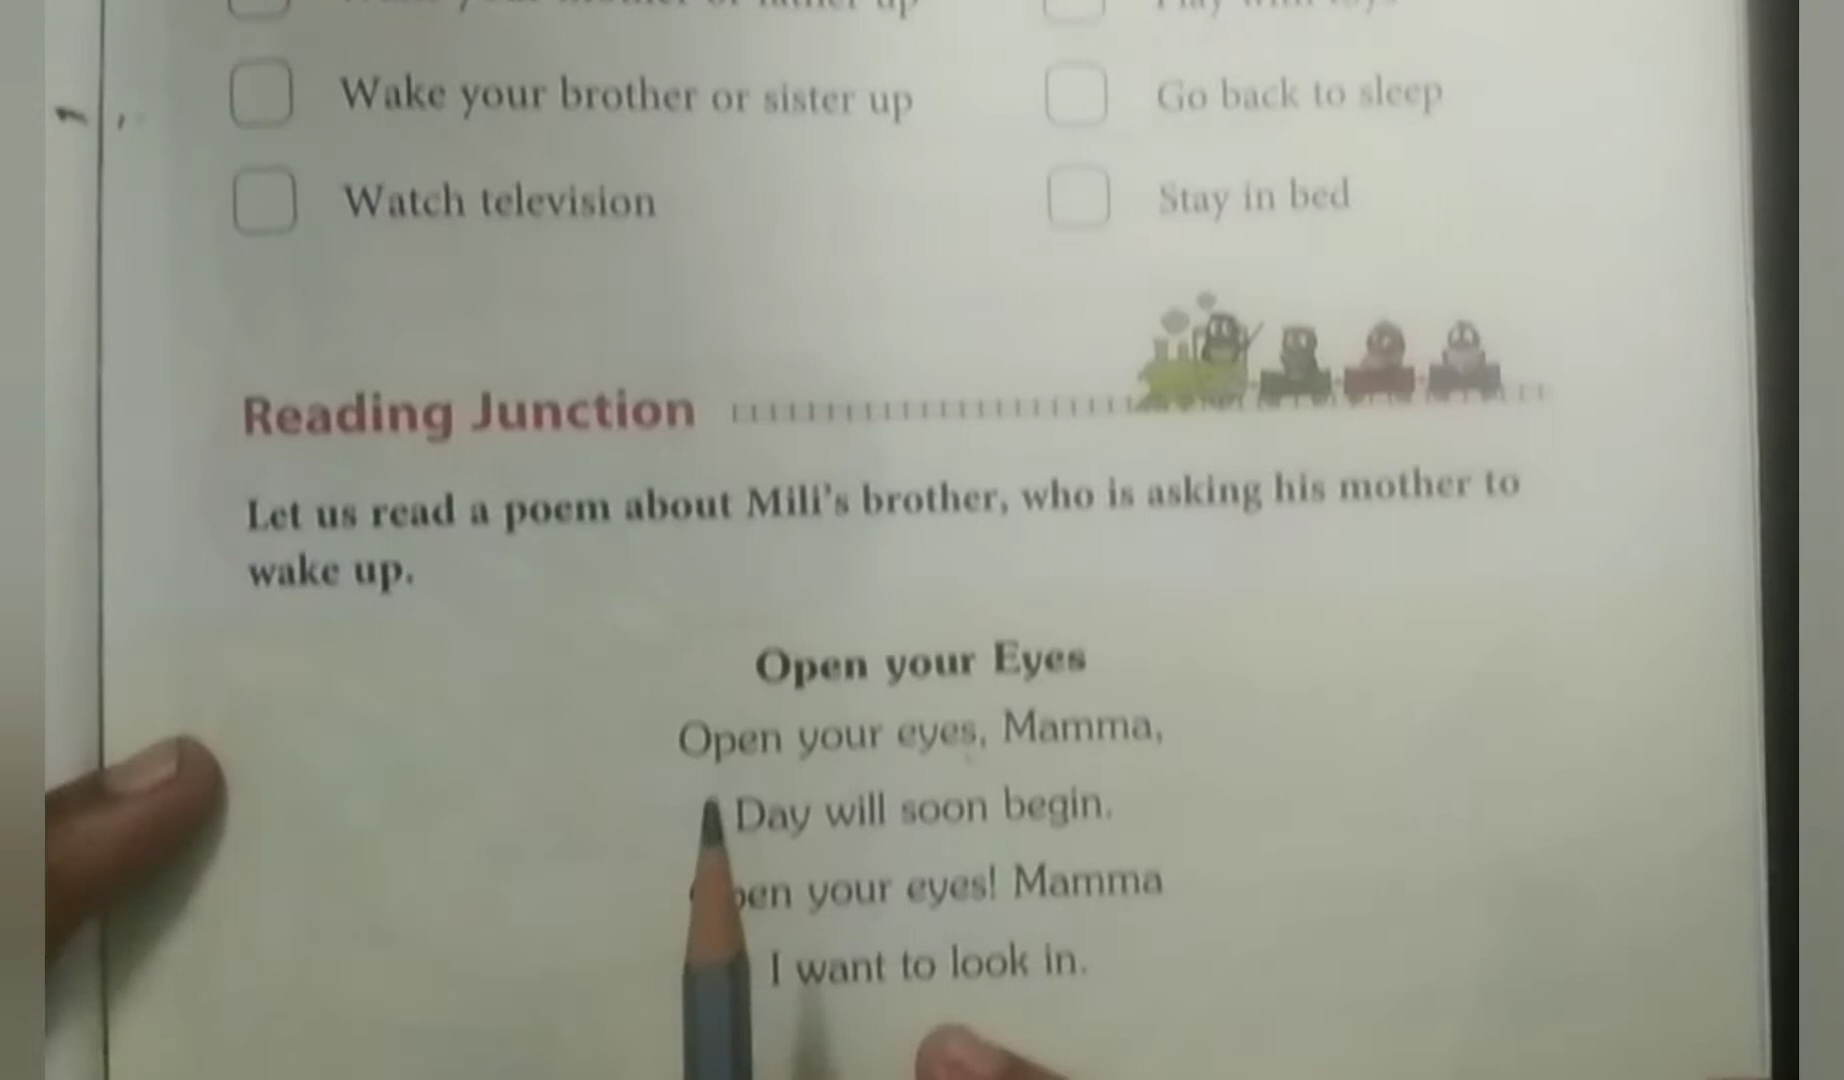 Wake your brother or sister up
Go back to sleep
Watch television
Stay in bed
Reading Junction
Let us read a poem about Mili's brother, who is asking his mother to
wake up.
Open your Eyes
Open your eyes, Mamma,
Day will soon begin.
your eyes! Mamma
I want to look in.